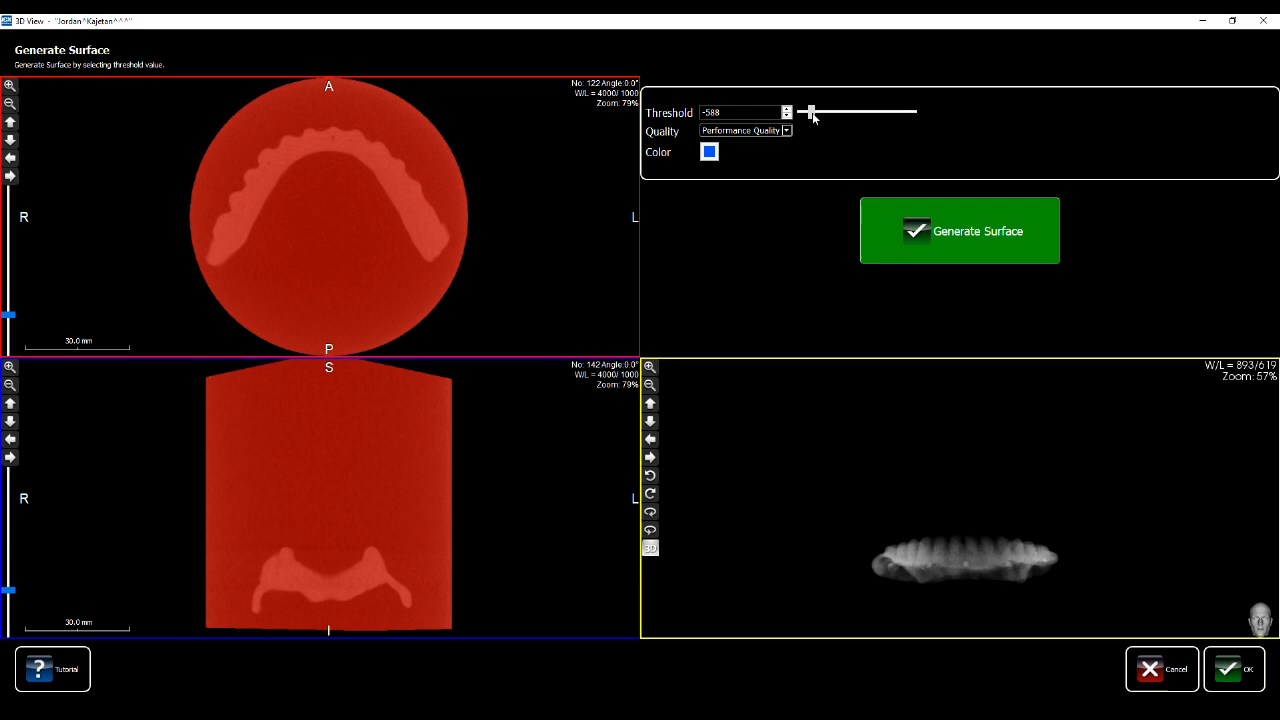 3D View - "Jordan^Kajetan^^^"
Generate Surface
Generate Surface by selecting threshold value.
A
No: 122 Angle:0.0°
W/L = 4000/ 1000
Zoom: 79%
R
L
30.0 mm
P
Threshold -588
Quality Performance Quality
Color
Generate Surface
S
No: 142 Angle:0.0°
W/L = 4000/ 1000
Zoom: 79%
R
L
30.0 mm
I
W/L = 893/619
Zoom: 57%
3D
? Tutorial
Cancel
OK